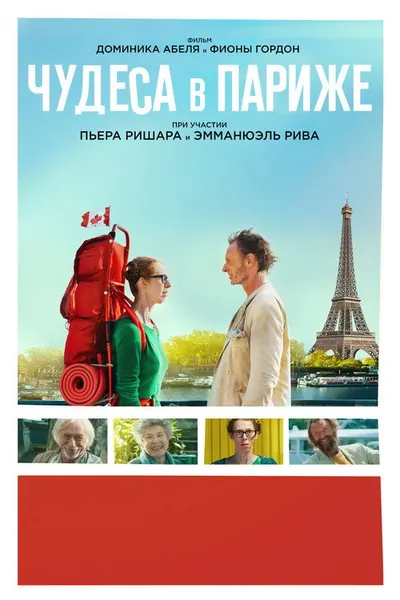 ФИЛЬМ
ДОМИНИКА АБЕЛЯ и ФИОНЫ ГОРДОН
ЧУДЕСА В ПАРИЖЕ
ПРИ УЧАСТИИ
ПЬЕРА РИШАРА и ЭММАНЮЭЛЬ РИВА